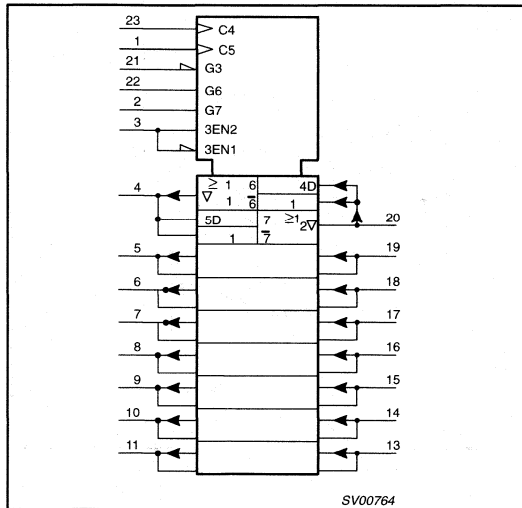 23 C4
1 C5
21 G3
22 G6
2 G7
3 3EN2
3EN1
4 ≥ 1 6 4D
▽ 1 6̅ 1
5D 7 ≥1 2▽ 20
1 7̅
5 19
6 18
7 17
8 16
9 15
10 14
11 13
SV00764